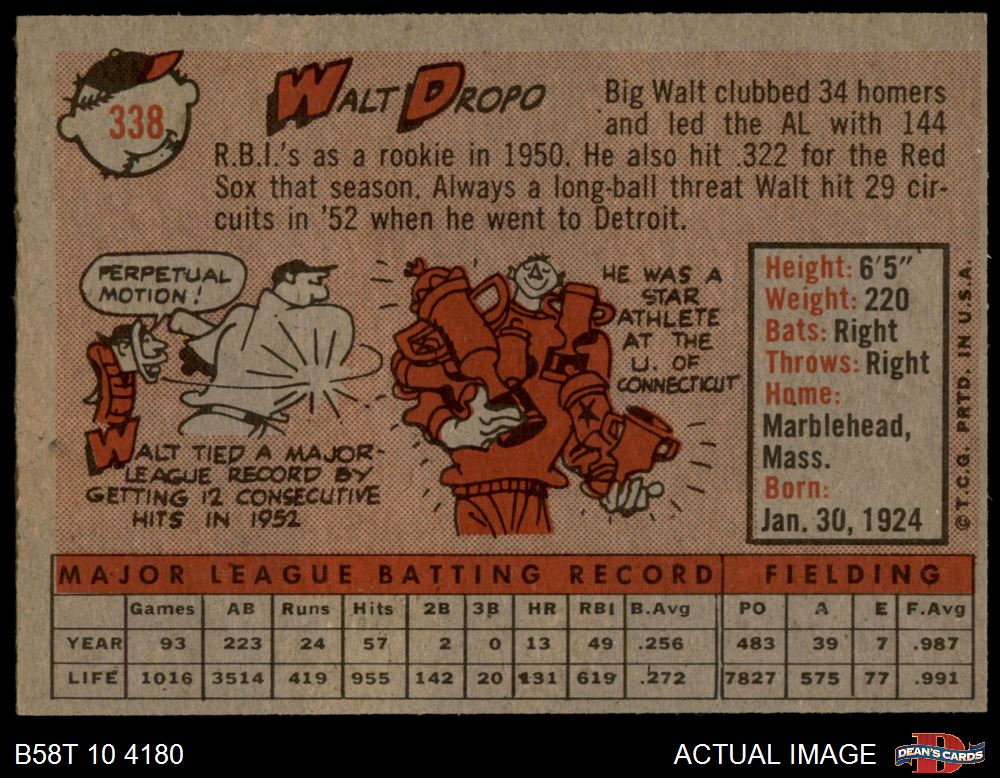 338
WALT DROPO
Big Walt clubbed 34 homers
and led the AL with 144
R.B.I.'s as a rookie in 1950. He also hit .322 for the Red
Sox that season. Always a long-ball threat Walt hit 29 cir-
cuits in '52 when he went to Detroit.
PERPETUAL
MOTION!
WALT TIED A MAJOR-
LEAGUE RECORD BY
GETTING 12 CONSECUTIVE
HITS IN 1952
HE WAS A
STAR
ATHLETE
AT THE
U. OF
CONNECTICUT
Height: 6'5"
Weight: 220
Bats: Right
Throws: Right
Home:
Marblehead,
Mass.
Born:
Jan. 30, 1924
©T.C.G. PRTD. IN U.S.A.
MAJOR LEAGUE BATTING RECORD FIELDING
Games AB Runs Hits 2B 3B HR RBI B.Avg PO A E F.Avg
YEAR 93 223 24 57 2 0 13 49 .256 483 39 7 .987
LIFE 1016 3514 419 955 142 20 131 619 .272 7827 575 77 .991
B58T 10 4180
ACTUAL IMAGE
D
DEAN'S CARDS